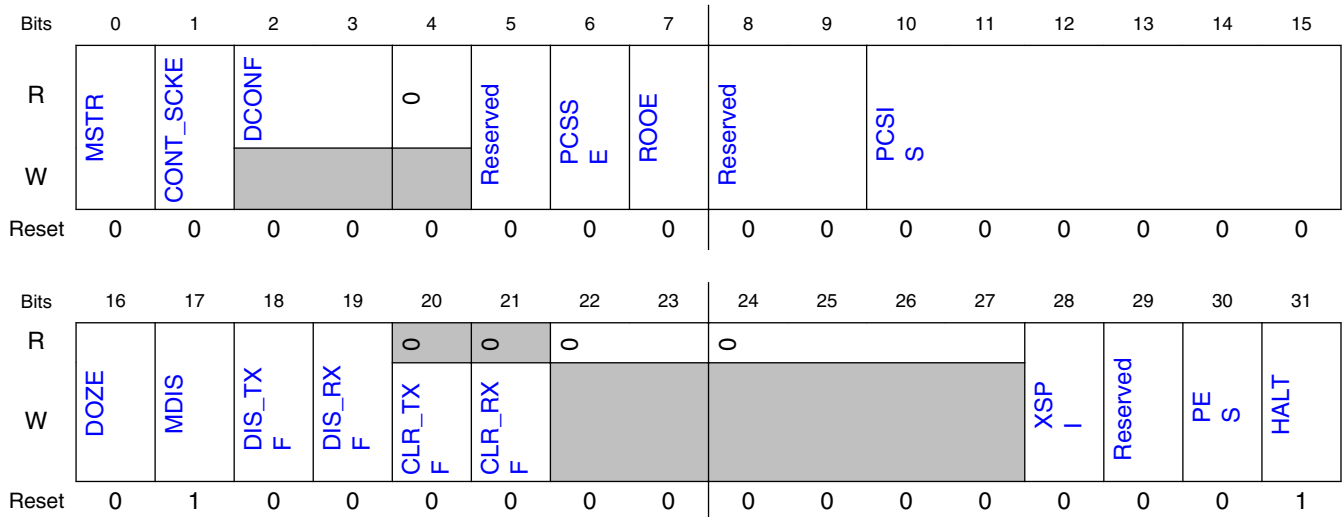 Bits 0 1 2 3 4 5 6 7 8 9 10 11 12 13 14 15
R
W
MSTR
CONT_SCKE
DCONF
0
Reserved
PCSS
E
ROOE
Reserved
PCSI
S
Reset 0 0 0 0 0 0 0 0 0 0 0 0 0 0 0 0
Bits 16 17 18 19 20 21 22 23 24 25 26 27 28 29 30 31
R 0 0 0 0
W
DOZE
MDIS
DIS_TX
F
DIS_RX
F
CLR_TX
F
CLR_RX
F
XSP
I
Reserved
PE
S
HALT
Reset 0 1 0 0 0 0 0 0 0 0 0 0 0 0 0 1